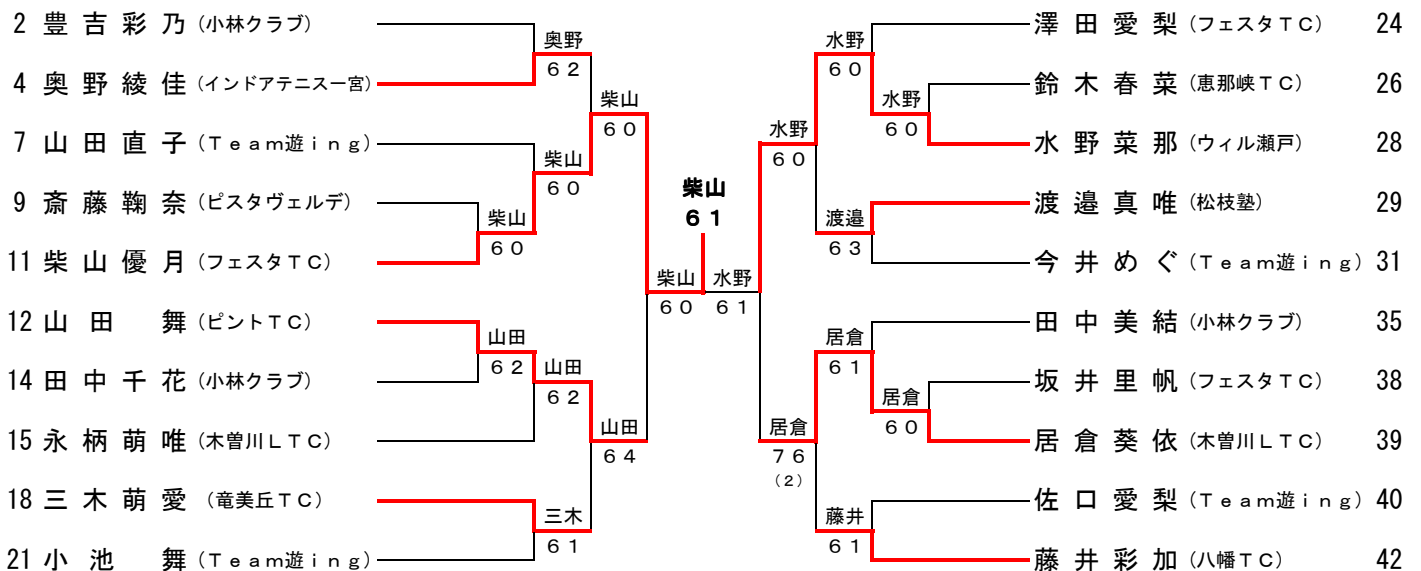 2 豊吉彩乃 (小林クラブ)
4 奥野綾佳 (インドアテニス一宮)
7 山田直子 (Team遊ing)
9 斎藤鞠奈 (ピスタヴェルデ)
11 柴山優月 (フェスタTC)
12 山田 舞 (ピントTC)
14 田中千花 (小林クラブ)
15 永柄萌唯 (木曽川LTC)
18 三木萌愛 (竜美丘TC)
21 小池 舞 (Team遊ing)
奥野
62
柴山
60
柴山
60
柴山
60
山田
62
山田
62
山田
64
三木
61
柴山
60
柴山
61
水野
61
水野
60
水野
60
水野
60
渡邉
63
居倉
61
居倉
60
居倉
76
(2)
藤井
61
澤田愛梨 (フェスタTC) 24
鈴木春菜 (恵那峡TC) 26
水野菜那 (ウィル瀬戸) 28
渡邉真唯 (松枝塾) 29
今井めぐ (Team遊ing) 31
田中美結 (小林クラブ) 35
坂井里帆 (フェスタTC) 38
居倉葵依 (木曽川LTC) 39
佐口愛梨 (Team遊ing) 40
藤井彩加 (八幡TC) 42